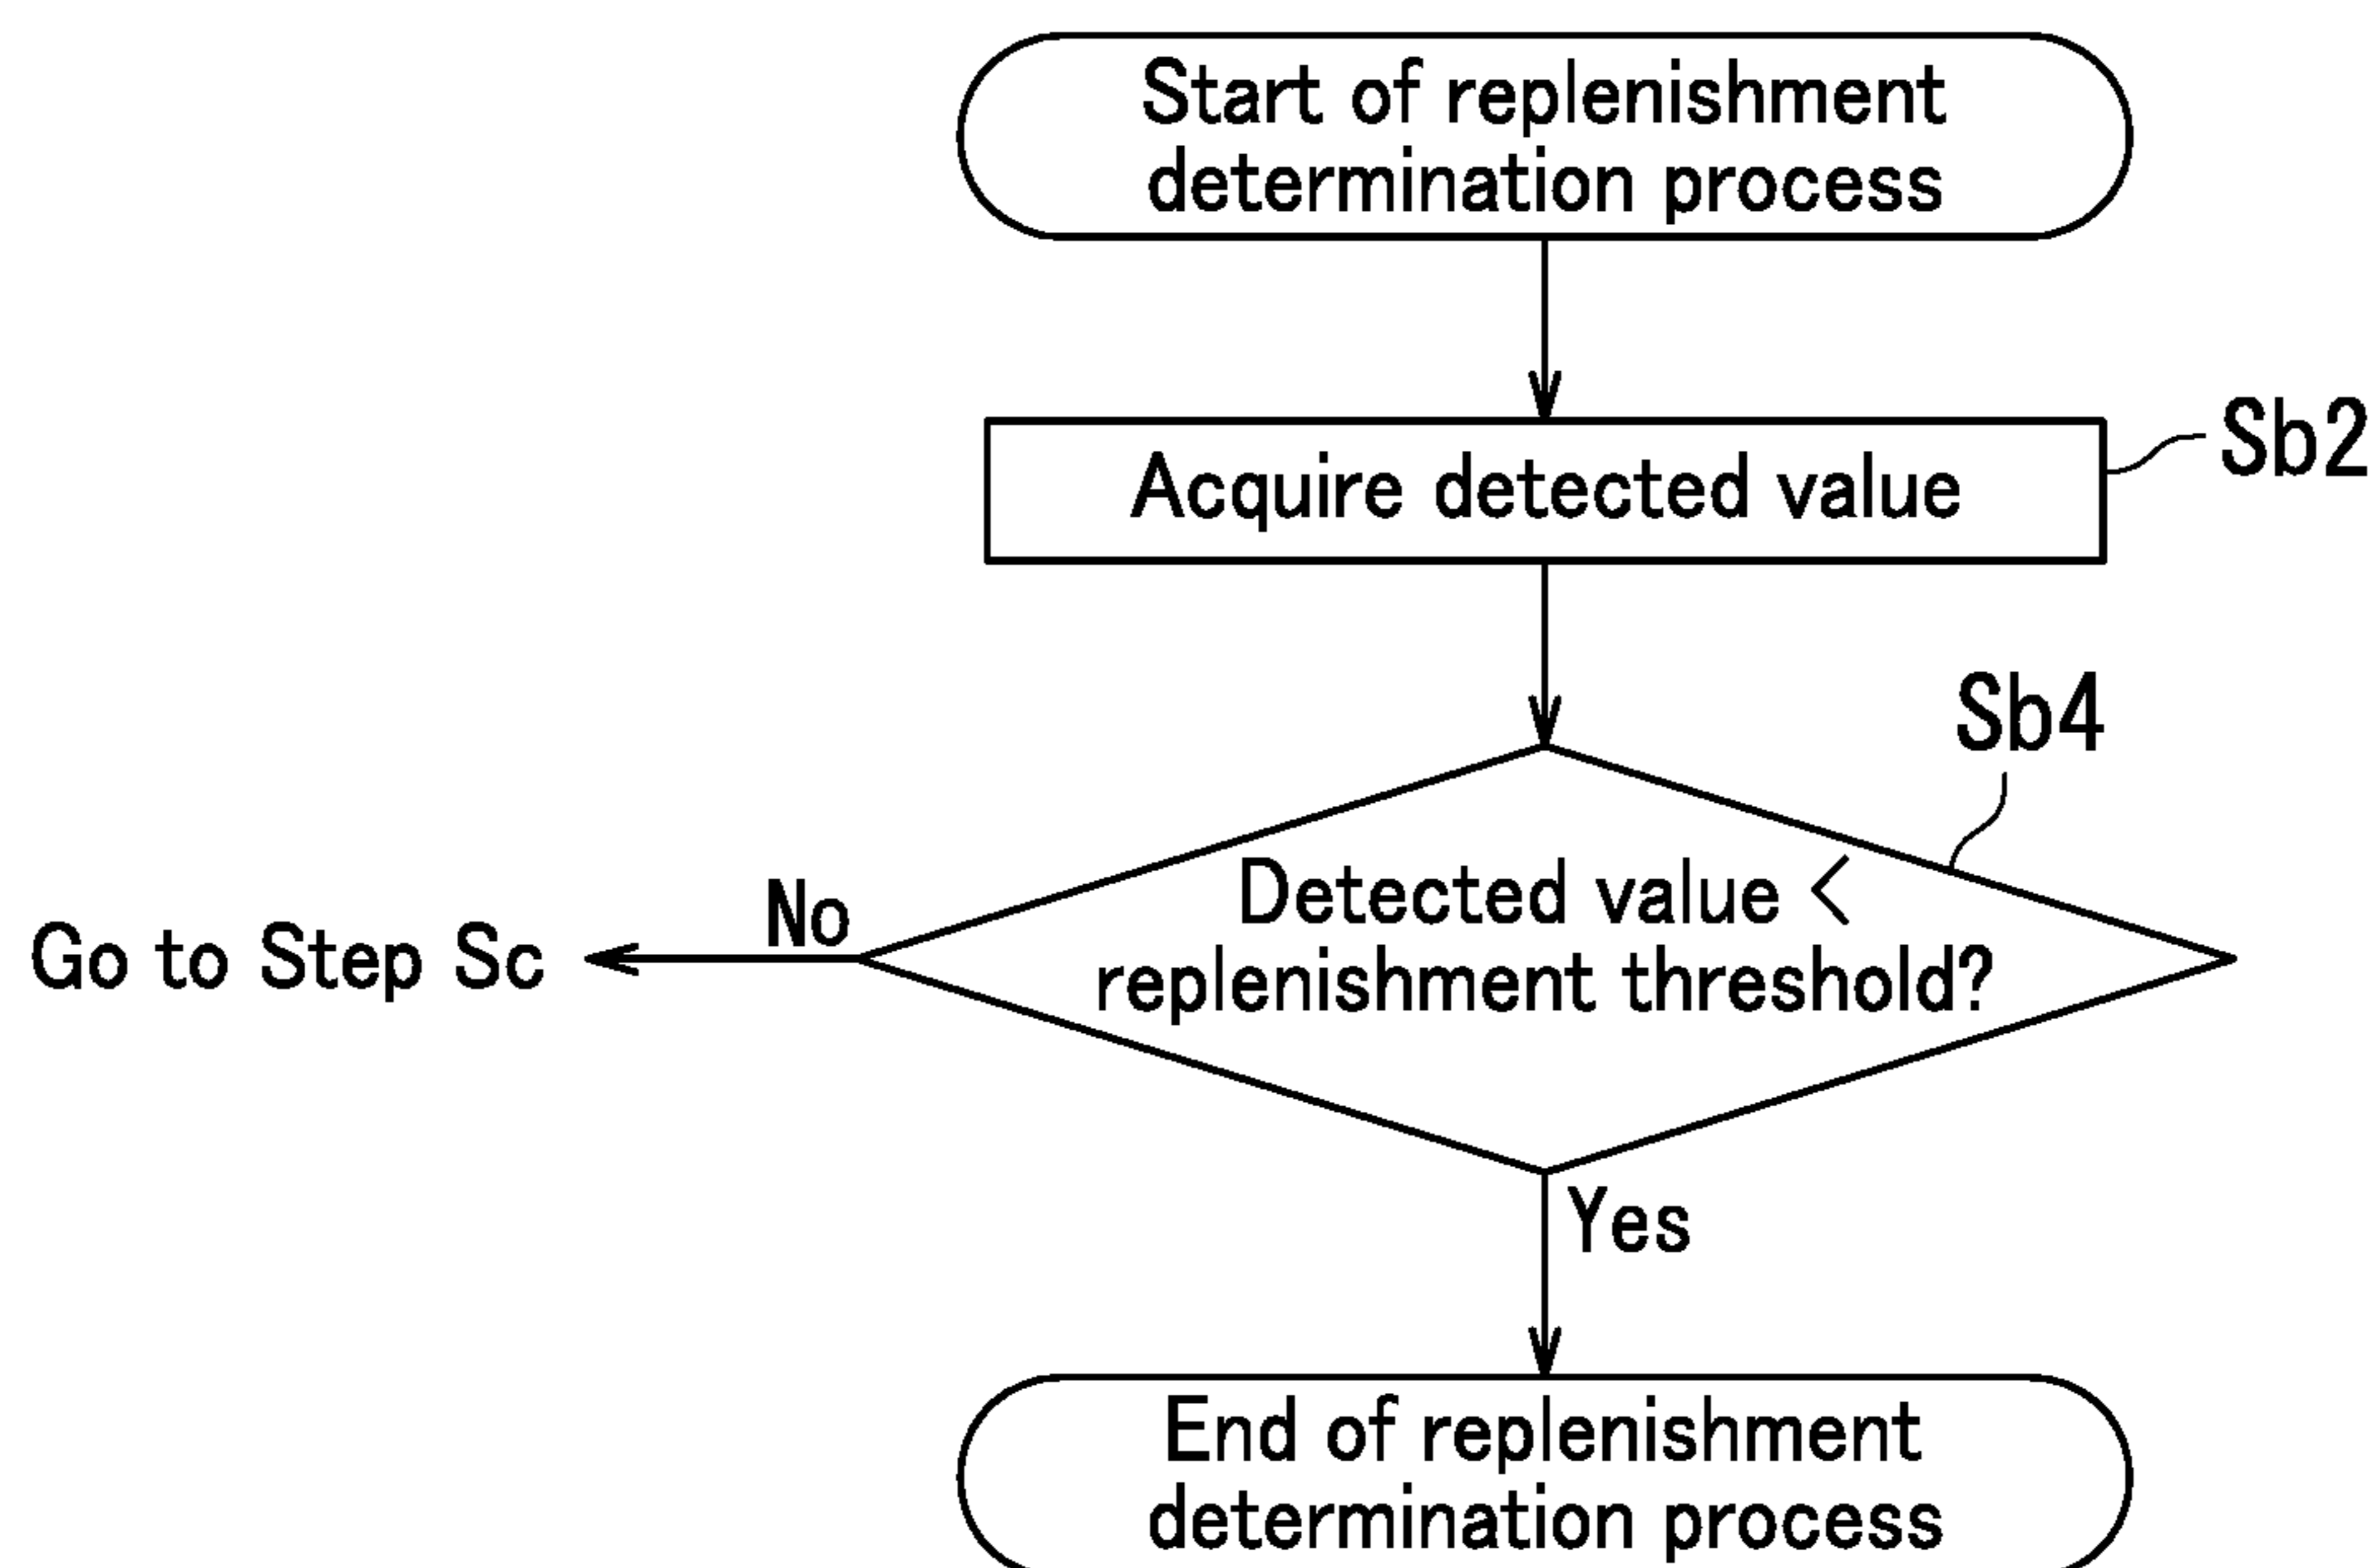 Start of replenishment
determination process
Acquire detected value
Sb2
Sb4
Detected value <
replenishment threshold?
No
Go to Step Sc
Yes
End of replenishment
determination process